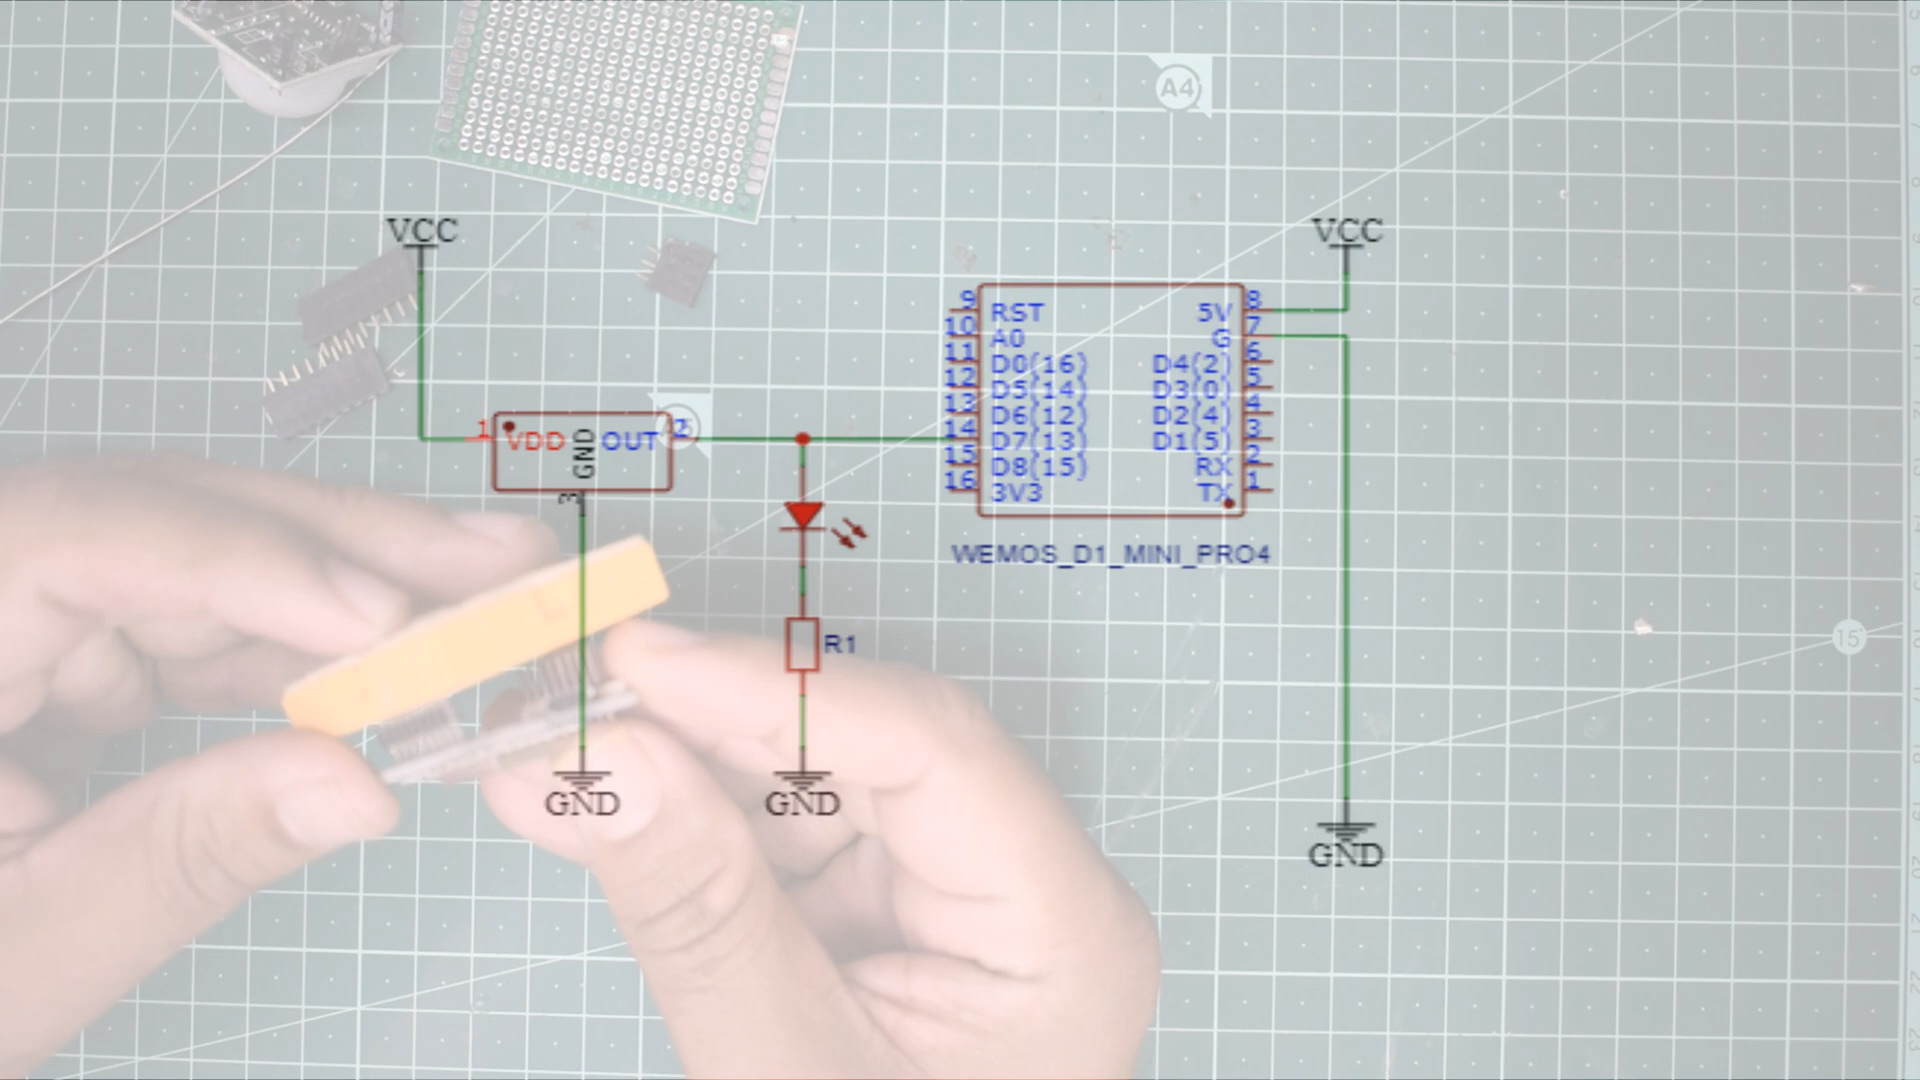 A4
VCC
VCC
9
RST
5V
8
10
A0
G
7
11
D0(16)
D4(2)
6
12
D5(14)
D3(0)
5
13
D6(12)
D2(4)
4
1
VDD
GND
OUT
2
14
D7(13)
D1(5)
3
15
D8(15)
RX
2
16
3V3
TX
1
3
WEMOS_D1_MINI_PRO4
R1
15
GND
GND
GND